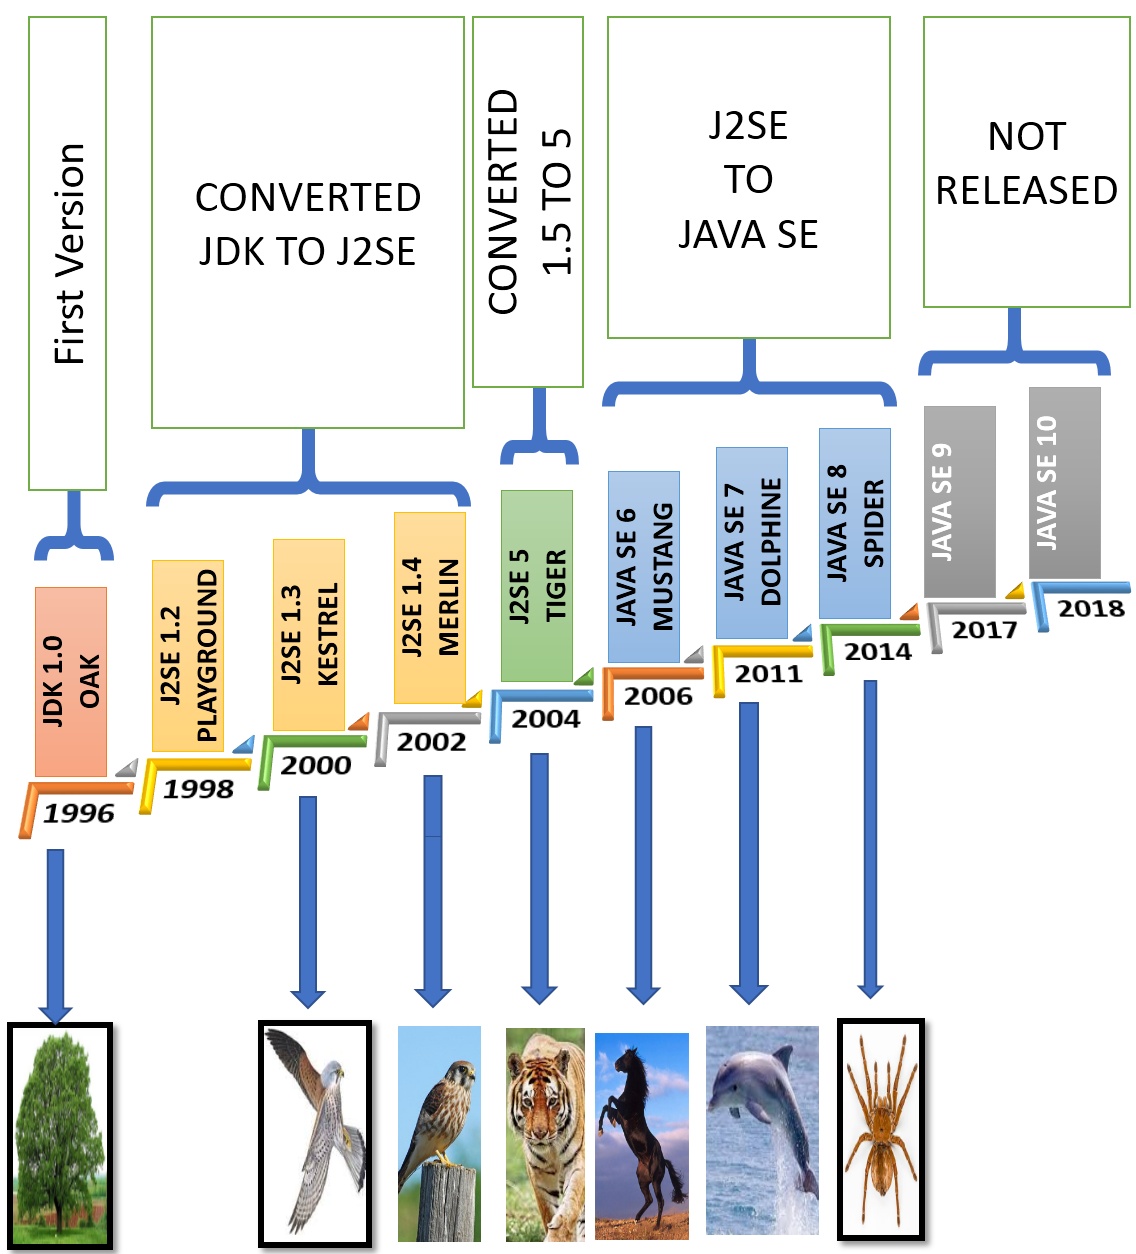 First Version
CONVERTED
JDK TO J2SE
CONVERTED
1.5 TO 5
J2SE
TO
JAVA SE
NOT
RELEASED
JDK 1.0
OAK
J2SE 1.2
PLAYGROUND
J2SE 1.3
KESTREL
J2SE 1.4
MERLIN
J2SE 5
TIGER
JAVA SE 6
MUSTANG
JAVA SE 7
DOLPHINE
JAVA SE 8
SPIDER
JAVA SE 9
JAVA SE 10
1996
1998
2000
2002
2004
2006
2011
2014
2017
2018